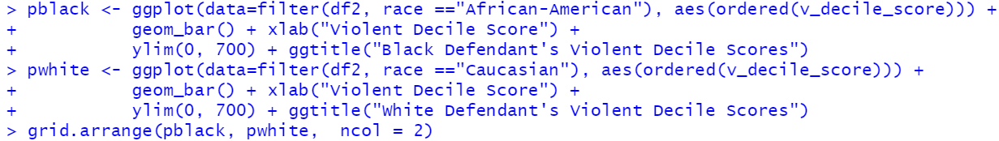 > pblack <- ggplot(data=filter(df2, race =="African-American"), aes(ordered(v_decile_score))) +
+           geom_bar() + xlab("Violent Decile Score") +
+           ylim(0, 700) + ggtitle("Black Defendant's Violent Decile Scores")
> pwhite <- ggplot(data=filter(df2, race =="Caucasian"), aes(ordered(v_decile_score))) +
+           geom_bar() + xlab("Violent Decile Score") +
+           ylim(0, 700) + ggtitle("White Defendant's Violent Decile Scores")
> grid.arrange(pblack, pwhite,  ncol = 2)